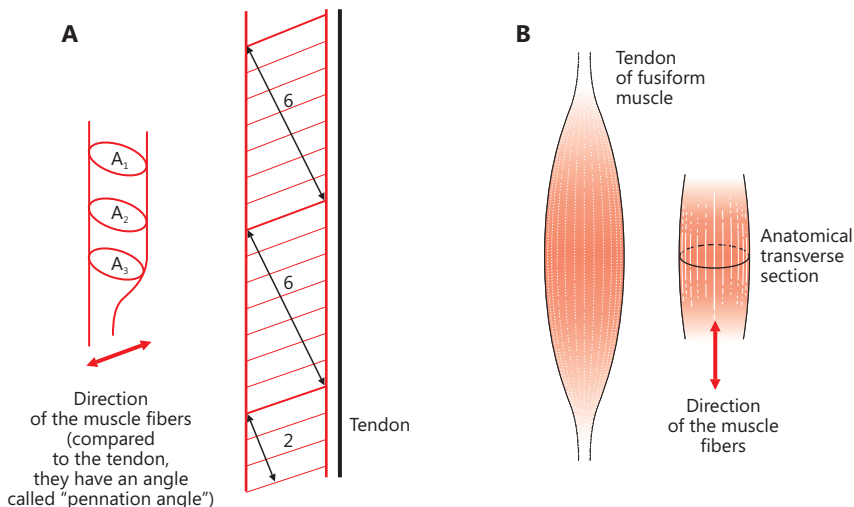 A
A1
A2
A3
Direction
of the muscle fibers
(compared
to the tendon,
they have an angle
called “pennation angle”)
6
6
2
Tendon
B
Tendon
of fusiform
muscle
Anatomical
transverse
section
Direction
of the muscle
fibers